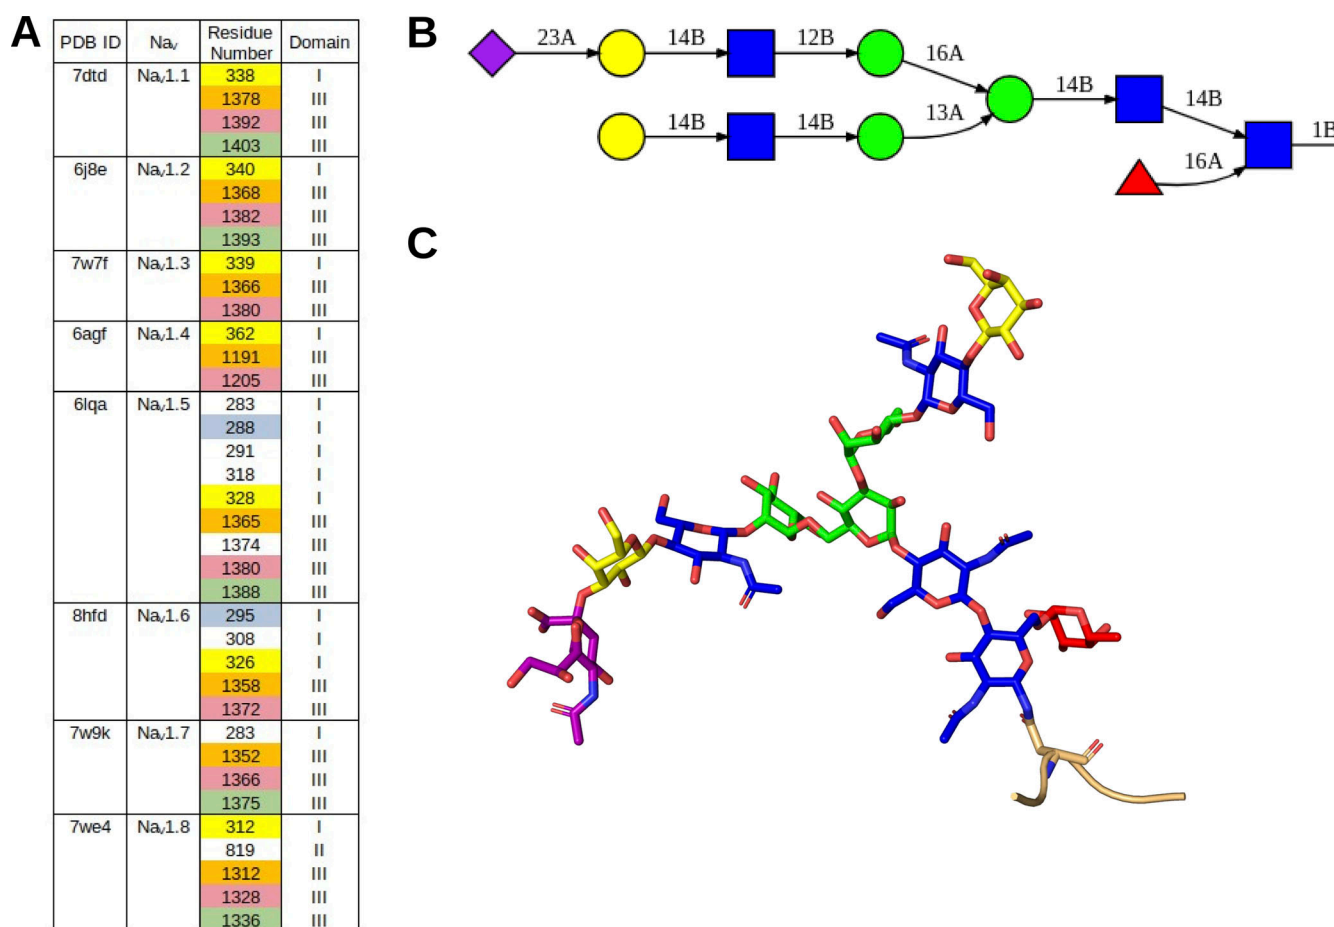 A
PDB ID NaV Residue Number Domain
7dtd NaV1.1 338 I
1378 III
1392 III
1403 III
6j8e NaV1.2 340 I
1368 III
1382 III
1393 III
7w7f NaV1.3 339 I
1366 III
1380 III
6agf NaV1.4 362 I
1191 III
1205 III
6lqa NaV1.5 283 I
288 I
291 I
318 I
328 I
1365 III
1374 III
1380 III
1388 III
8hfd NaV1.6 295 I
308 I
326 I
1358 III
1372 III
7w9k NaV1.7 283 I
1352 III
1366 III
1375 III
7we4 NaV1.8 312 I
819 II
1312 III
1328 III
1336 III
B
23A 14B 12B 16A
14B 14B 13A
14B 14B
16A
1B
C